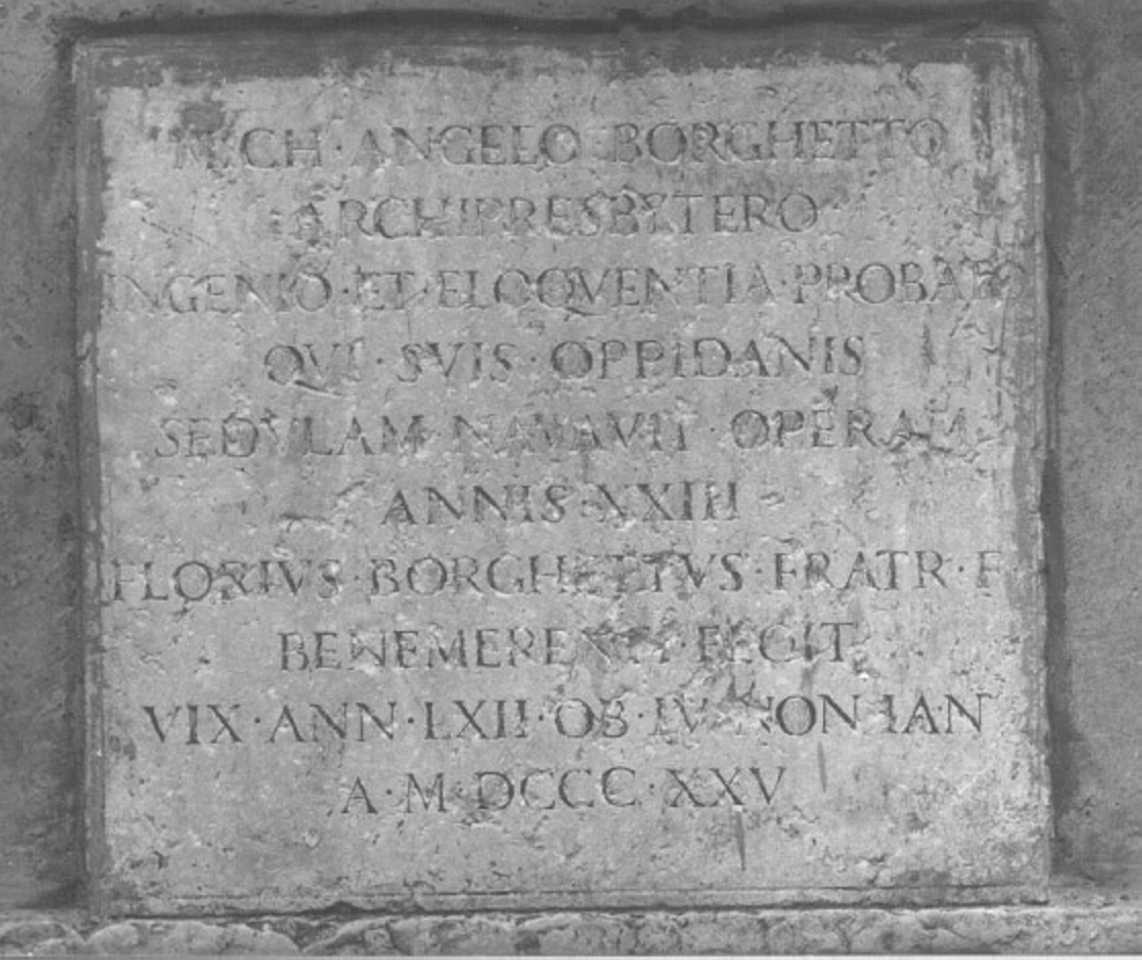 MICH · ANGELO BORGHETTO
ARCHIPRESBYTERO
INGENIO · ET · ELOQVENTIA · PROBATO
QVI · SVIS · OPPIDANIS
SEDVLAM NAVAVIT · OPERAM
ANNIS · XXIII
FLORIVS · BORGHETTVS · FRATR · F
BENEMERENTI · FECIT
VIX · ANN · LXII · OB · IV · NON IAN
A · M · DCCC · XXV